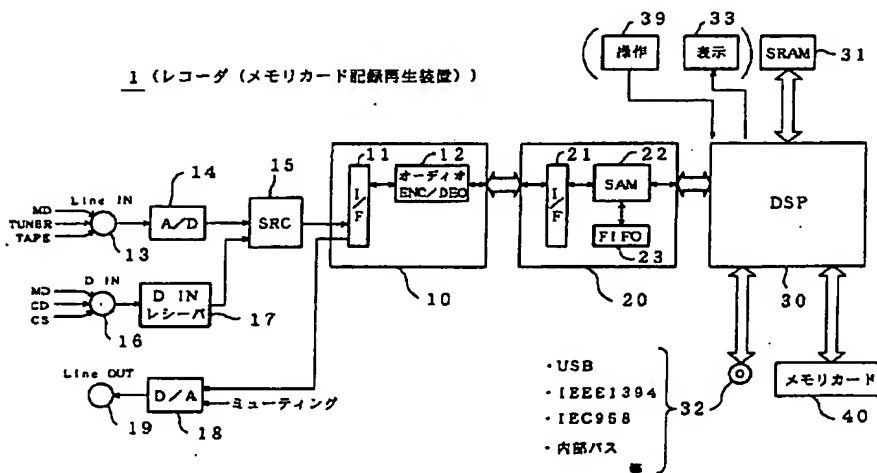 39
33
操作
表示
SRAM
31
1 (レコーダ (メモリカード記録再生装置))
15
14
Line IN
MD
TUNER
TAPE
13
A/D
SRC
11
I/F
12
オーディオ
ENC/DEO
21
I/F
22
SAM
FIFO
23
DSP
D IN
MD
CD
CS
16
D IN
レシーバ
17
10
20
30
Line OUT
19
D/A
18
ミューティング
・USB
・IEEE1394
・IEC958
・内部バス
等
32
メモリカード
40